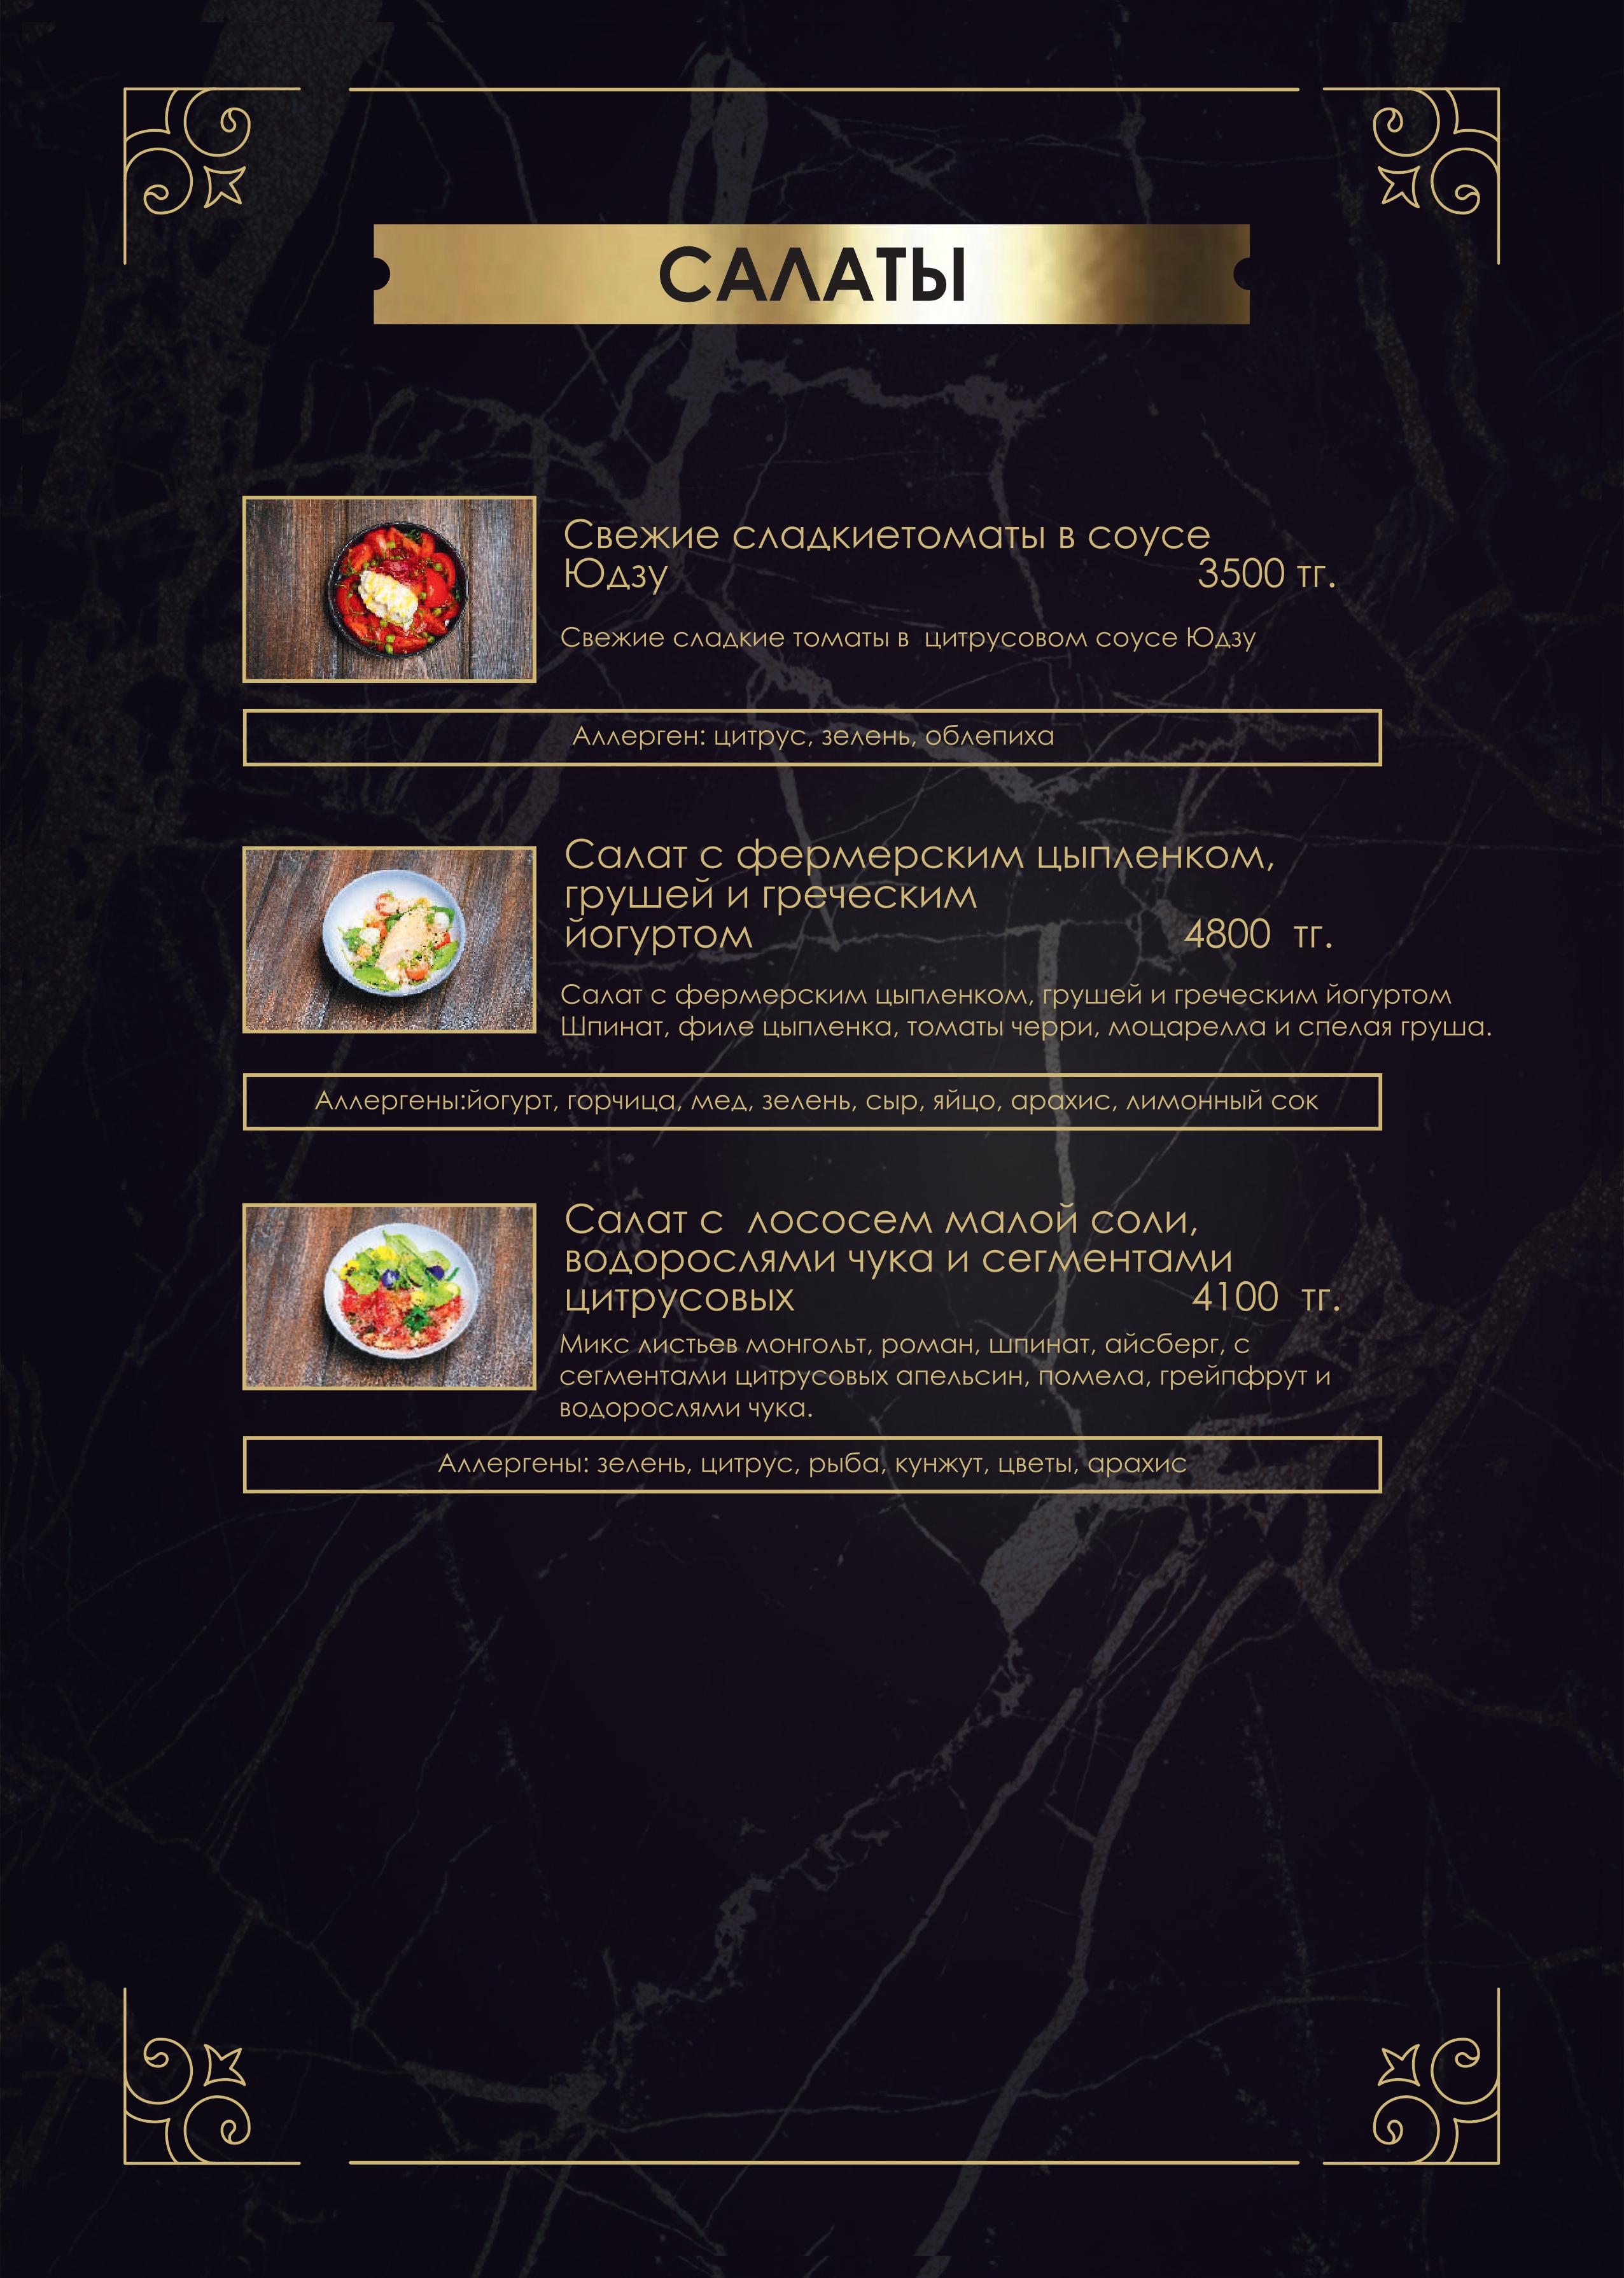 САЛАТЫ
Свежие сладкиетоматы в соусе
Юдзу 3500 тг.
Свежие сладкие томаты в  цитрусовом соусе Юдзу
Аллерген: цитрус, зелень, облепиха
Салат с фермерским цыпленком,
грушей и греческим
йогуртом 4800  тг.
Салат с фермерским цыпленком, грушей и греческим йогуртом
Шпинат, филе цыпленка, томаты черри, моцарелла и спелая груша.
Аллергены:йогурт, горчица, мед, зелень, сыр, яйцо, арахис, лимонный сок
Салат с  лососем малой соли,
водорослями чука и сегментами
цитрусовых 4100  тг.
Микс листьев монгольт, роман, шпинат, айсберг, с
сегментами цитрусовых апельсин, помела, грейпфрут и
водорослями чука.
Аллергены: зелень, цитрус, рыба, кунжут, цветы, арахис